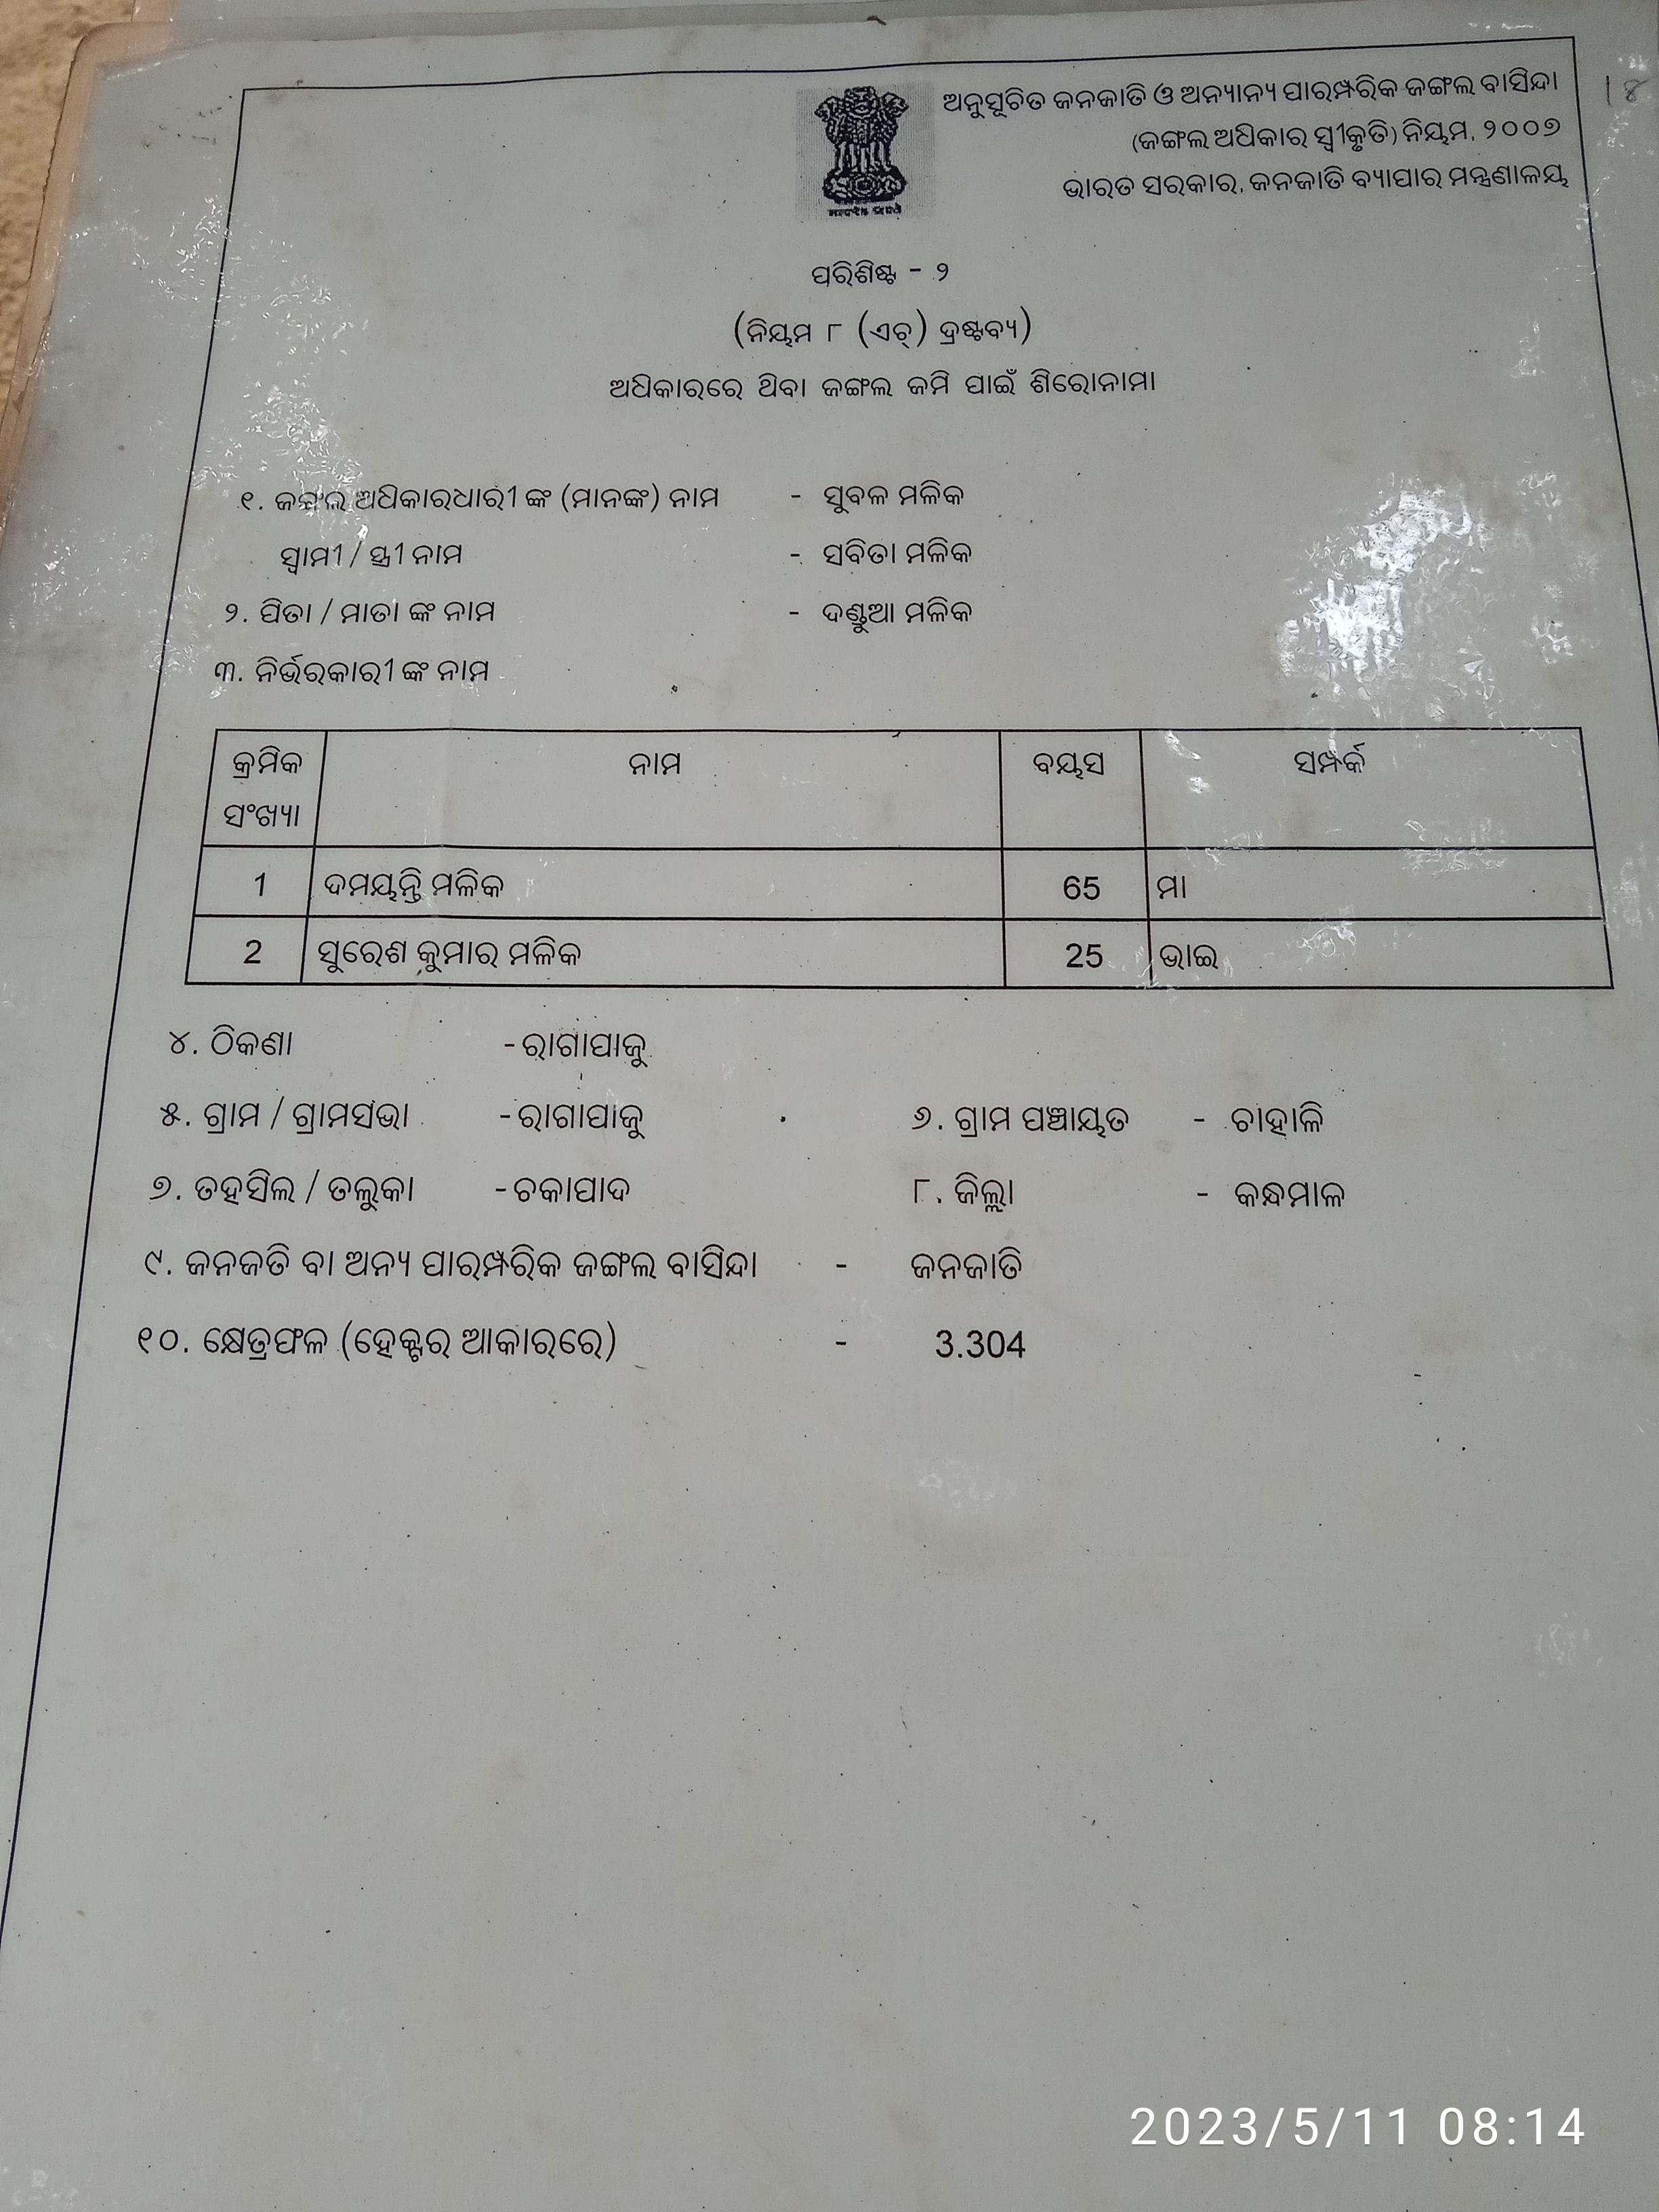 ଅନୁସୂଚିତ ଜନଜାତି ଓ ଅନ୍ୟାନ୍ୟ ପାରମ୍ପରିକ ଜଙ୍ଗଲ ବାସିନ୍ଦା
(ଜଙ୍ଗଲ ଅଧିକାର ସ୍ୱୀକୃତି) ନିୟମ, ୨୦୦୭
ଭାରତ ସରକାର, ଜନଜାତି ବ୍ୟାପାର ମନ୍ତ୍ରଣାଳୟ
ପରିଶିଷ୍ଟ - ୨
(ନିୟମ ୮ (ଏଚ୍) ଦ୍ରଷ୍ଟବ୍ୟ)
ଅଧିକାରରେ ଥିବା ଜଙ୍ଗଲ ଜମି ପାଇଁ ଶିରୋନାମା
୧. ଜଙ୍ଗଲ ଅଧିକାରଧାରୀ ଙ୍କ (ମାନଙ୍କ) ନାମ - ସୁବଳ ମଳିକ
ସ୍ୱାମୀ / ସ୍ତ୍ରୀ ନାମ - ସବିତା ମଳିକ
୨. ପିତା / ମାତା ଙ୍କ ନାମ - ଦଣ୍ଡୁଆ ମଳିକ
୩. ନିର୍ଭରକାରୀ ଙ୍କ ନାମ
କ୍ରମିକ ସଂଖ୍ୟା ନାମ ବୟସ ସମ୍ପର୍କ
1 ଦମୟନ୍ତି ମଳିକ 65 ମା
2 ସୁରେଶ କୁମାର ମଳିକ 25 ଭାଇ
୪. ଠିକଣା - ରାଗାପାଜୁ
୫. ଗ୍ରାମ / ଗ୍ରାମସଭା - ରାଗାପାଜୁ ୬. ଗ୍ରାମ ପଞ୍ଚାୟତ - ଚାହାଳି
୭. ତହସିଲ / ତଲୁକା - ଚକାପାଦ ୮. ଜିଲ୍ଲା - କନ୍ଧମାଳ
୯. ଜନଜତି ବା ଅନ୍ୟ ପାରମ୍ପରିକ ଜଙ୍ଗଲ ବାସିନ୍ଦା - ଜନଜାତି
୧୦. କ୍ଷେତ୍ରଫଳ (ହେକ୍ଟର ଆକାରରେ) - 3.304
2023/5/11 08:14